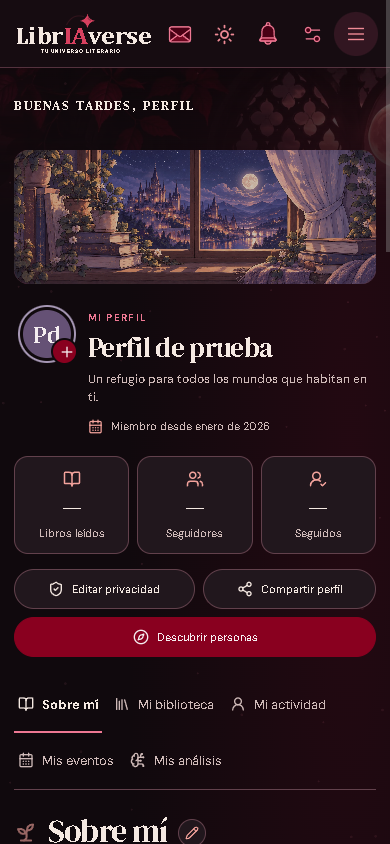 LibrIAverse
TU UNIVERSO LITERARIO
BUENAS TARDES, PERFIL
Pd
MI PERFIL
Perfil de prueba
Un refugio para todos los mundos que habitan en
ti.
Miembro desde enero de 2026
— — —
Libros leídos Seguidores Seguidos
Editar privacidad Compartir perfil
Descubrir personas
Sobre mí Mi biblioteca Mi actividad
Mis eventos Mis análisis
Sobre mí